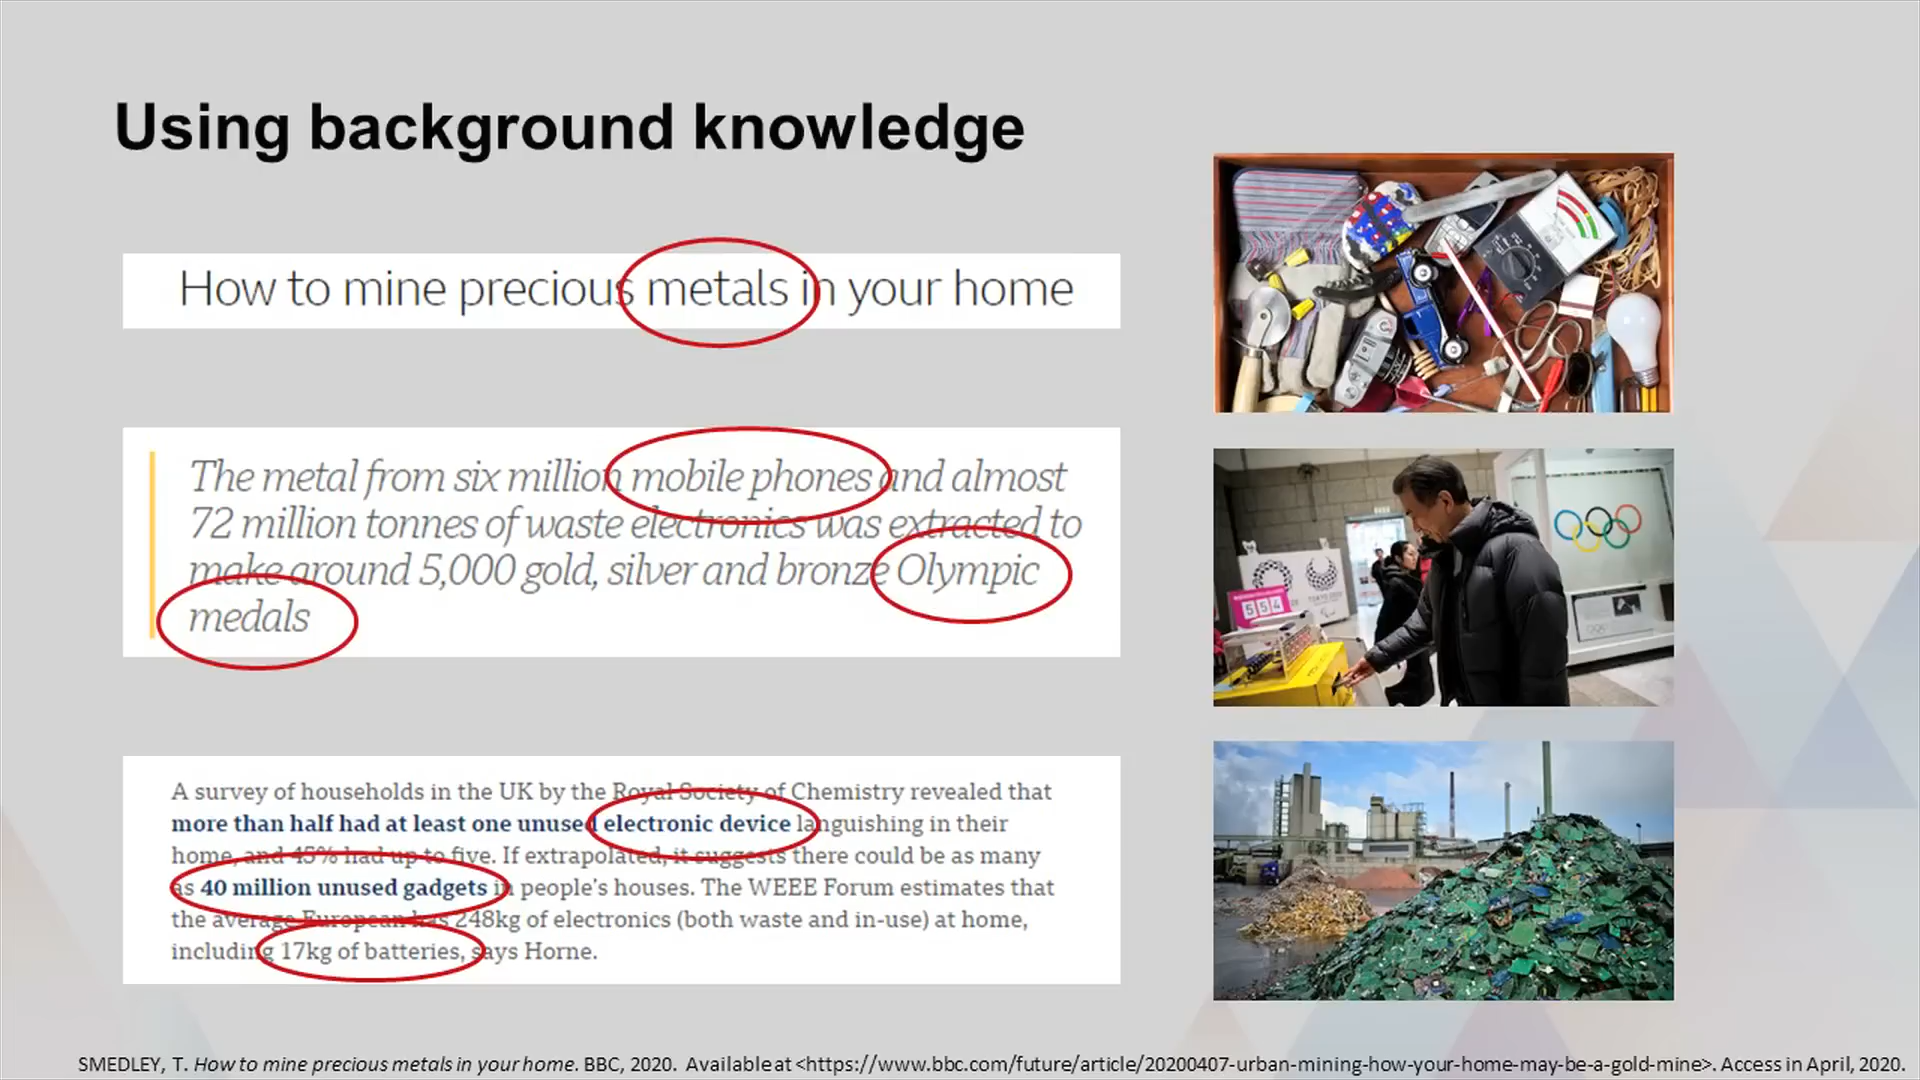 Using background knowledge
How to mine precious metals in your home
The metal from six million mobile phones and almost
72 million tonnes of waste electronics was extracted to
make around 5,000 gold, silver and bronze Olympic
medals
554
A survey of households in the UK by the Royal Society of Chemistry revealed that
more than half had at least one unused electronic device languishing in their
home, and 45% had up to five. If extrapolated, it suggests there could be as many
as 40 million unused gadgets in people's houses. The WEEE Forum estimates that
the average European has 248kg of electronics (both waste and in-use) at home,
including 17kg of batteries, says Horne.
SMEDLEY, T. How to mine precious metals in your home. BBC, 2020. Available at <https://www.bbc.com/future/article/20200407-urban-mining-how-your-home-may-be-a-gold-mine>. Access in April, 2020.